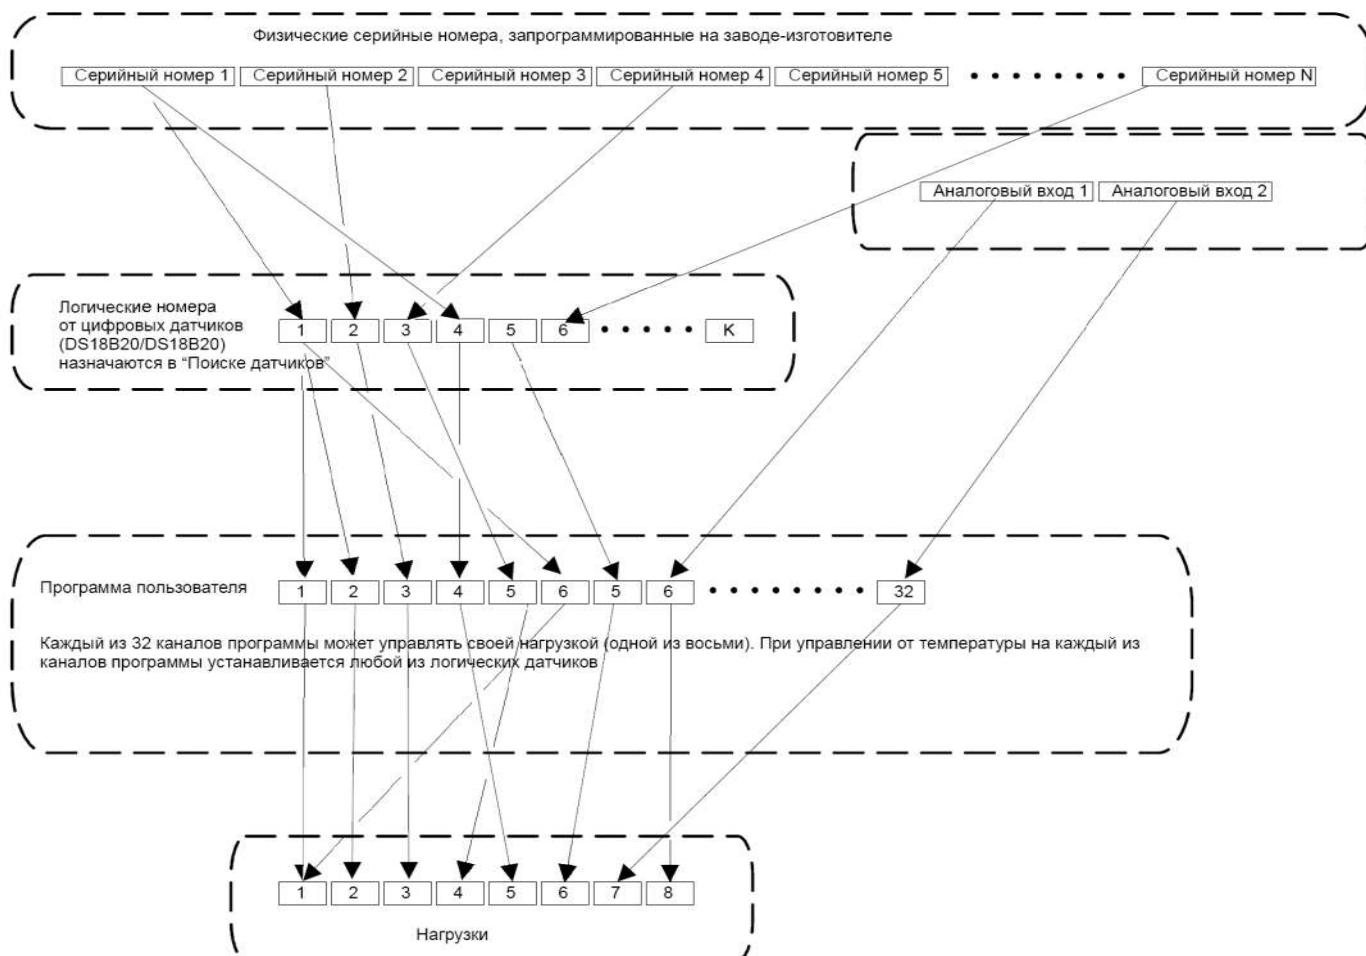 Физические серийные номера, запрограммированные на заводе-изготовителе
Серийный номер 1 Серийный номер 2 Серийный номер 3 Серийный номер 4 Серийный номер 5 Серийный номер N
Аналоговый вход 1 Аналоговый вход 2
Логические номера
от цифровых датчиков
(DS18B20/DS18B20)
назначаются в “Поиске датчиков”
1 2 3 4 5 6 K
Программа пользователя
1 2 3 4 5 6 5 6 32
Каждый из 32 каналов программы может управлять своей нагрузкой (одной из восьми). При управлении от температуры на каждый из
каналов программы устанавливается любой из логических датчиков
1 2 3 4 5 6 7 8
Нагрузки